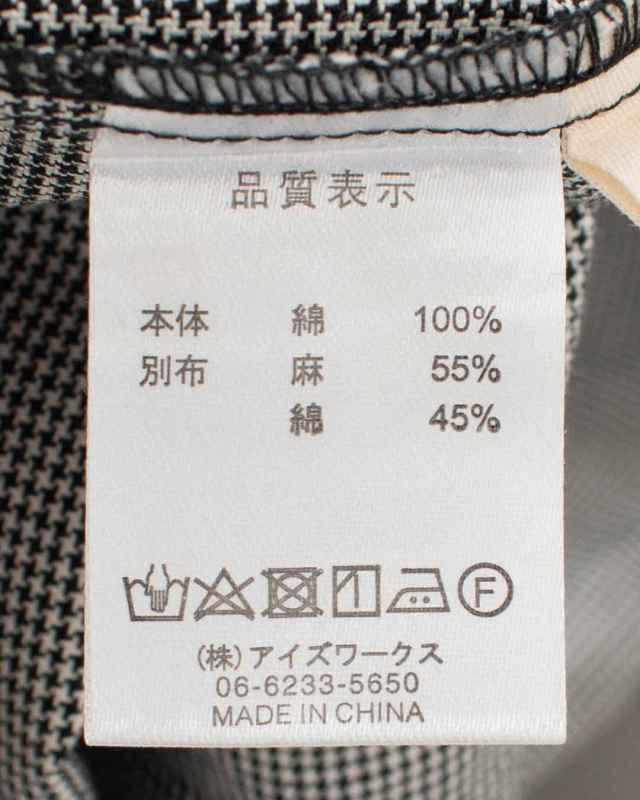 品質表示
本体 綿 100%
別布 麻 55%
綿 45%
F
(株)アイズワークス
06-6233-5650
MADE IN CHINA